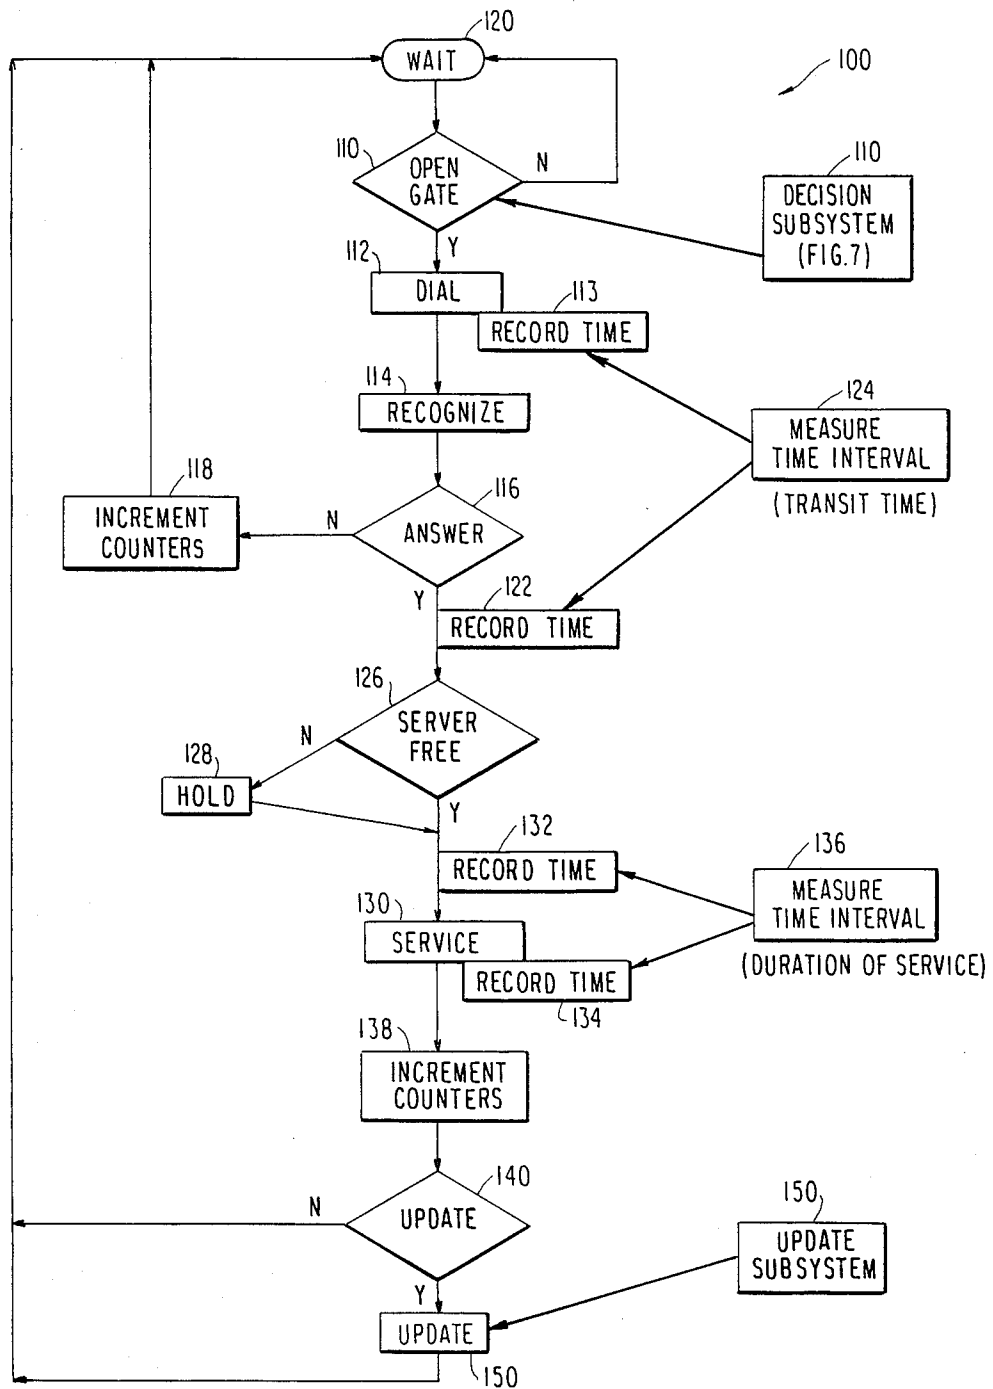 120
WAIT
100
110
OPEN
GATE
N
Y
110
DECISION
SUBSYSTEM
(FIG.7)
112
DIAL
113
RECORD TIME
114
RECOGNIZE
124
MEASURE
TIME INTERVAL
(TRANSIT TIME)
118
INCREMENT
COUNTERS
N
116
ANSWER
Y
122
RECORD TIME
126
SERVER
FREE
N
128
HOLD
Y
132
RECORD TIME
136
MEASURE
TIME INTERVAL
(DURATION OF SERVICE)
130
SERVICE
RECORD TIME
134
138
INCREMENT
COUNTERS
140
N
UPDATE
Y
150
UPDATE
SUBSYSTEM
UPDATE
150